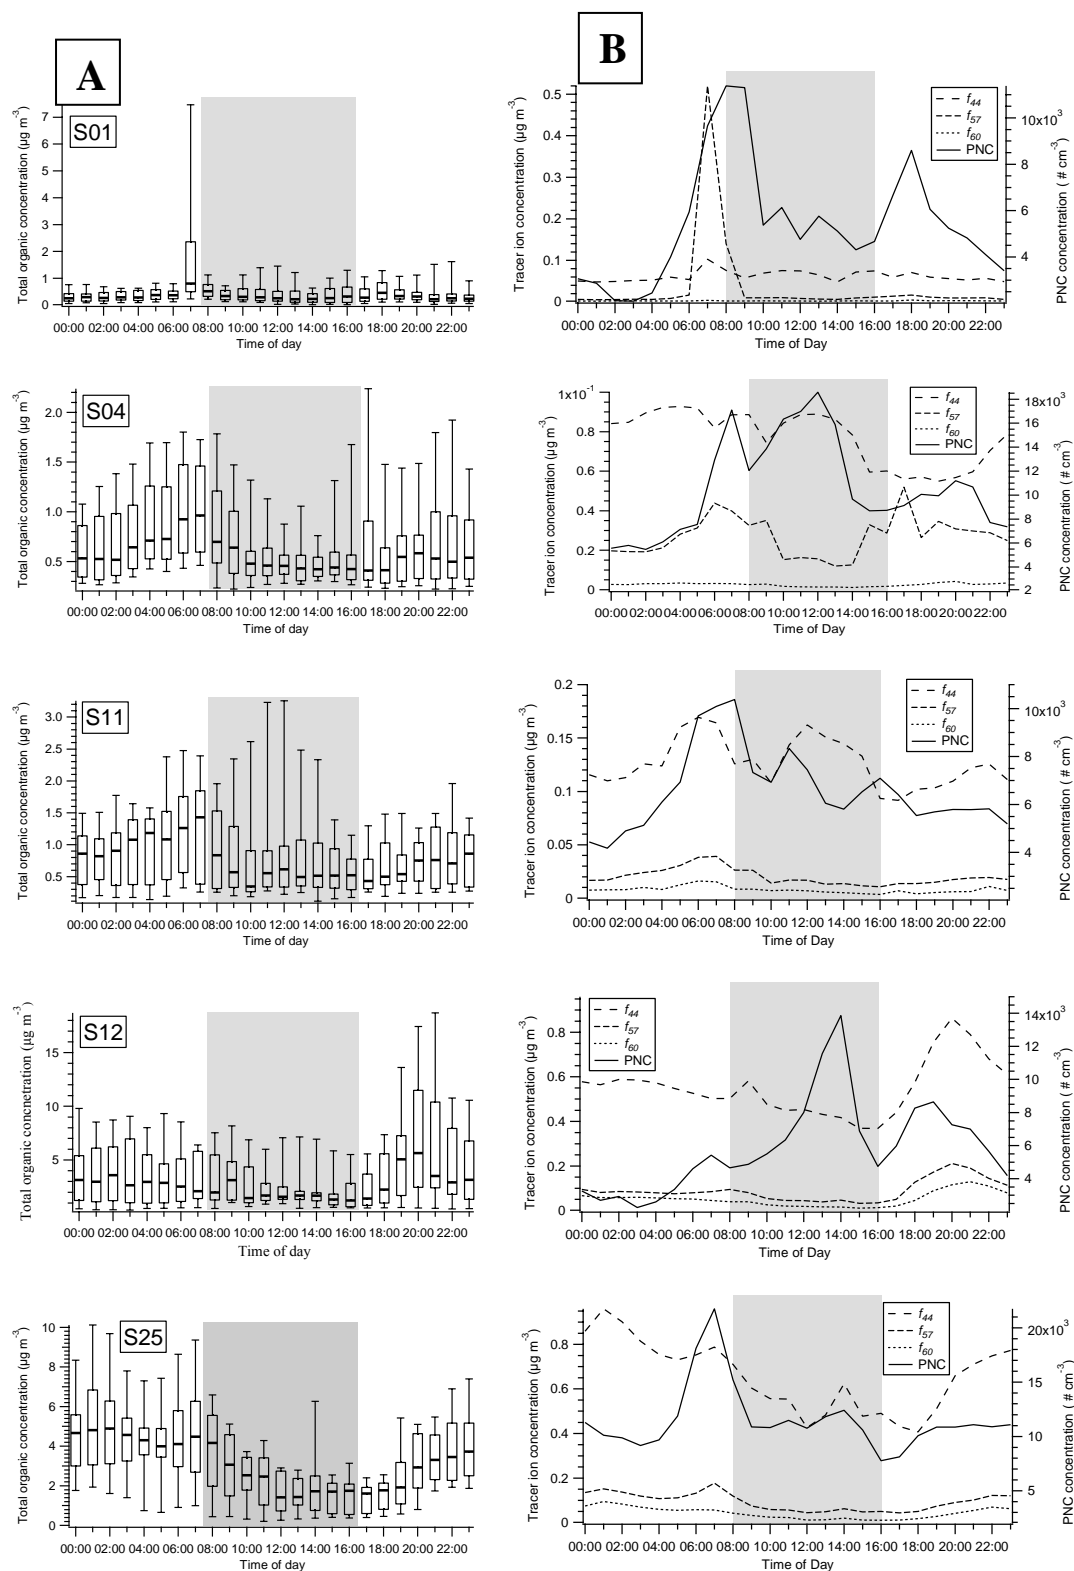 A
B
Total organic concentration (µg m⁻³)
7
6
5
4
3
2
1
0
S01
00:00 02:00 04:00 06:00 08:00 10:00 12:00 14:00 16:00 18:00 20:00 22:00
Time of day
Tracer ion concentration (µg m⁻³)
0.5
0.4
0.3
0.2
0.1
0
f44
f57
f60
PNC
10x10³
8
6
4
PNC concentration ( # cm⁻³)
00:00 02:00 04:00 06:00 08:00 10:00 12:00 14:00 16:00 18:00 20:00 22:00
Time of Day
Total organic concentration (µg m⁻³)
2.0
1.5
1.0
0.5
S04
00:00 02:00 04:00 06:00 08:00 10:00 12:00 14:00 16:00 18:00 20:00 22:00
Time of day
Tracer ion concentration (µg m⁻³)
1x10⁻¹
0.8
0.6
0.4
0.2
0
f44
f57
f60
PNC
18x10³
16
14
12
10
8
6
4
2
PNC concentration ( # cm⁻³)
00:00 02:00 04:00 06:00 08:00 10:00 12:00 14:00 16:00 18:00 20:00 22:00
Time of Day
Total organic concentration (µg m⁻³)
3.0
2.5
2.0
1.5
1.0
0.5
S11
00:00 02:00 04:00 06:00 08:00 10:00 12:00 14:00 16:00 18:00 20:00 22:00
Time of day
Tracer ion concentration (µg m⁻³)
0.2
0.15
0.1
0.05
0
f44
f57
f60
PNC
10x10³
8
6
4
PNC concentration ( # cm⁻³)
00:00 02:00 04:00 06:00 08:00 10:00 12:00 14:00 16:00 18:00 20:00 22:00
Time of Day
Total organic concnetration (µg m⁻³)
15
10
5
S12
00:00 02:00 04:00 06:00 08:00 10:00 12:00 14:00 16:00 18:00 20:00 22:00
Time of day
Tracer ion concentration (µg m⁻³)
0.8
0.6
0.4
0.2
0
f44
f57
f60
PNC
14x10³
12
10
8
6
4
PNC concentration ( # cm⁻³)
00:00 02:00 04:00 06:00 08:00 10:00 12:00 14:00 16:00 18:00 20:00 22:00
Time of Day
Total organic concentration (µg m⁻³)
10
8
6
4
2
0
S25
00:00 02:00 04:00 06:00 08:00 10:00 12:00 14:00 16:00 18:00 20:00 22:00
Time of day
Tracer ion concentration (µg m⁻³)
0.8
0.6
0.4
0.2
0
f44
f57
f60
PNC
20x10³
15
10
5
PNC concentration ( # cm⁻³)
00:00 02:00 04:00 06:00 08:00 10:00 12:00 14:00 16:00 18:00 20:00 22:00
Time of Day